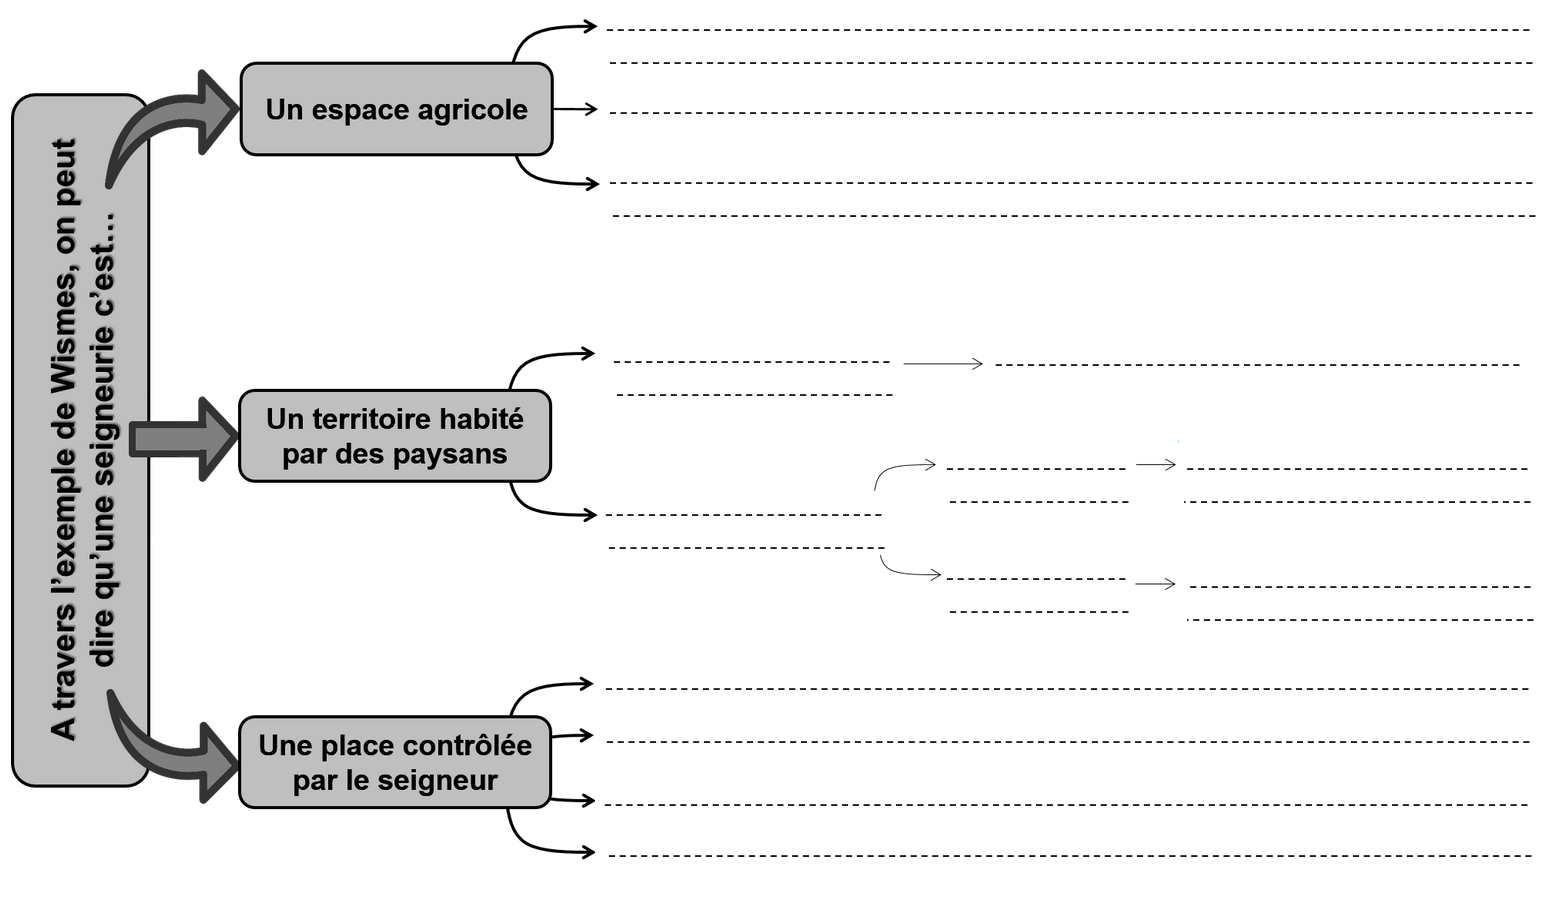 A travers l'exemple de Wismes, on peut
dire qu'une seigneurie c'est…
Un espace agricole
Un territoire habité
par des paysans
Une place contrôlée
par le seigneur